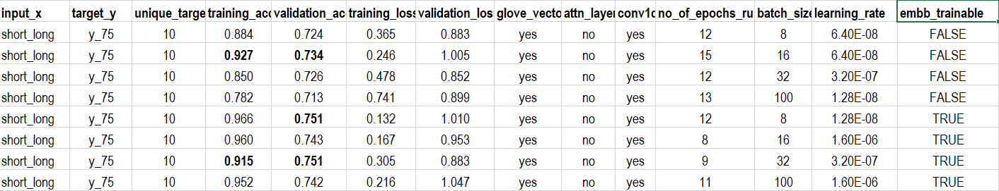 input_x target_y unique_targe training_acc validation_ac training_loss validation_los glove_vecto attn_layer conv1d no_of_epochs_ru batch_size learning_rate embb_trainable
short_long y_75 10 0.884 0.724 0.365 0.883 yes no yes 12 8 6.40E-08 FALSE
short_long y_75 10 0.927 0.734 0.246 1.005 yes no yes 15 16 6.40E-08 FALSE
short_long y_75 10 0.850 0.726 0.478 0.852 yes no yes 12 32 3.20E-07 FALSE
short_long y_75 10 0.782 0.713 0.741 0.899 yes no yes 13 100 1.28E-08 FALSE
short_long y_75 10 0.966 0.751 0.132 1.010 yes no yes 12 8 1.28E-08 TRUE
short_long y_75 10 0.960 0.743 0.167 0.953 yes no yes 8 16 1.60E-06 TRUE
short_long y_75 10 0.915 0.751 0.305 0.883 yes no yes 9 32 3.20E-07 TRUE
short_long y_75 10 0.952 0.742 0.216 1.047 yes no yes 11 100 1.60E-06 TRUE